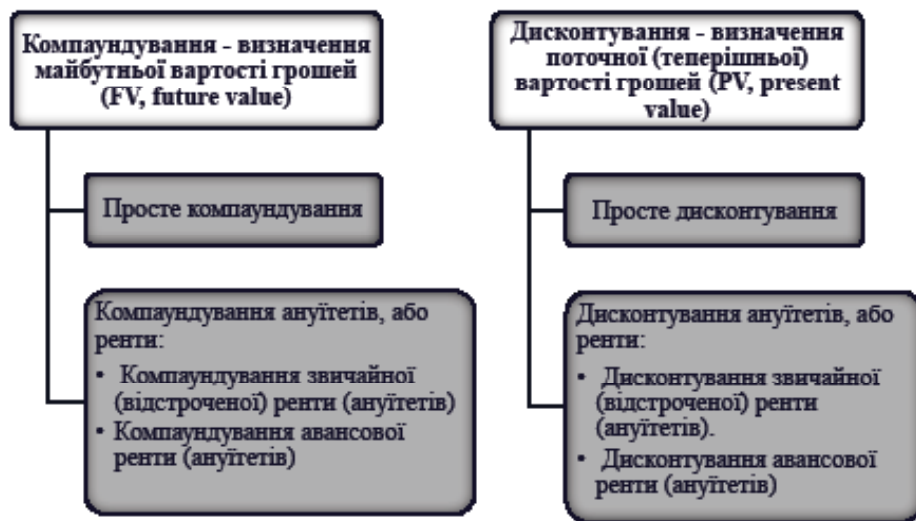 Компаундування - визначення
майбутньої вартості грошей
(FV, future value)
Просте компаундування
Компаундування ануїтетів, або
ренти:
• Компаундування звичайної
(відстроченої) ренти (ануїтетів)
• Компаундування авансової
ренти (ануїтетів)
Дисконтування - визначення
поточної (теперішньої)
вартості грошей (PV, present
value)
Просте дисконтування
Дисконтування ануїтетів, або
ренти:
• Дисконтування звичайної
(відстроченої) ренти
(ануїтетів).
• Дисконтування авансової
ренти (ануїтетів)